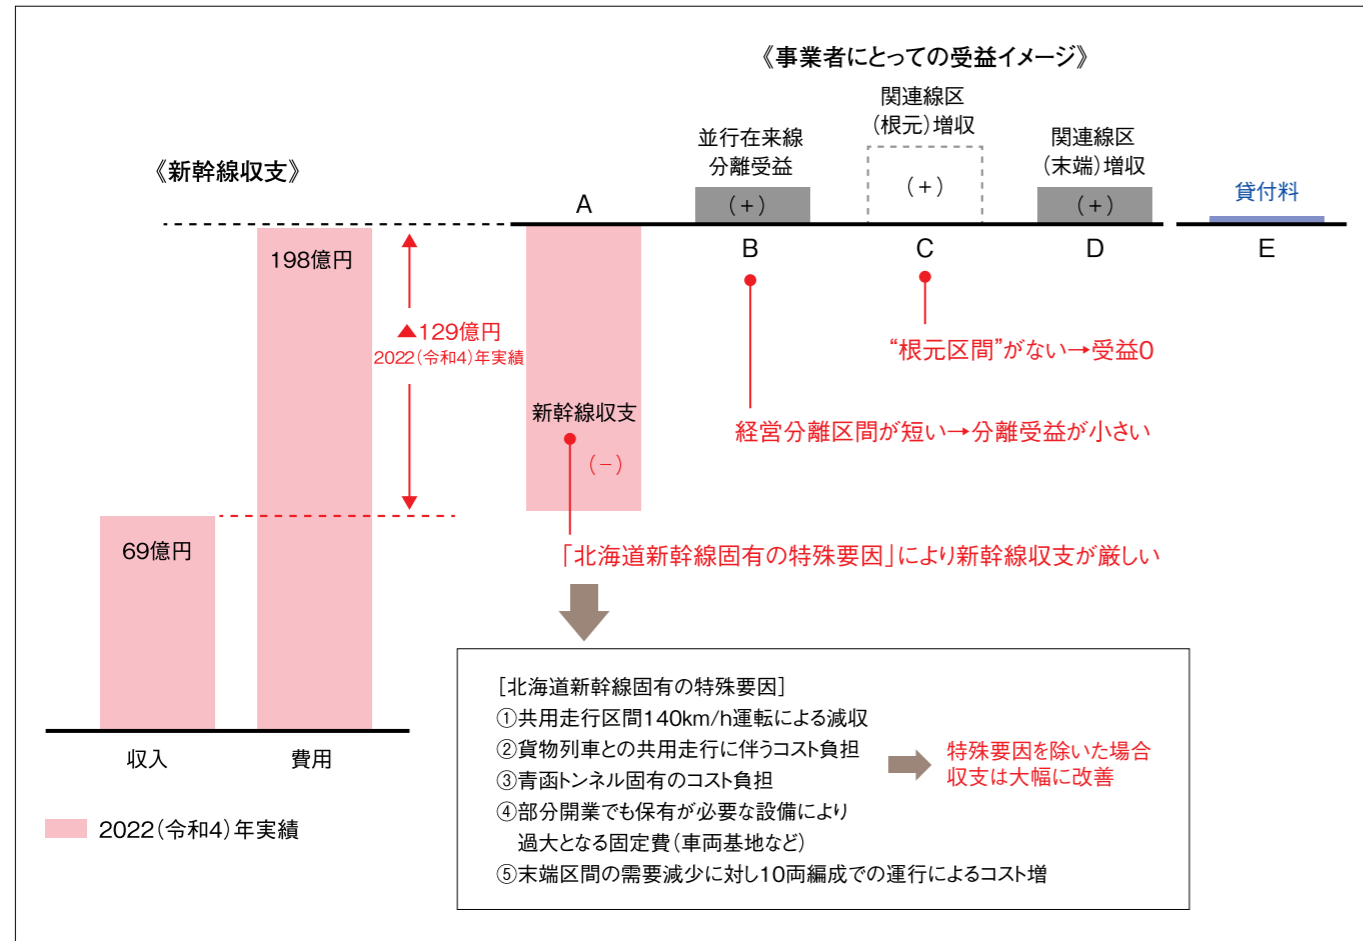 《事業者にとっての受益イメージ》
《新幹線収支》
並行在来線
分離受益
関連線区
(根元)増収
関連線区
(末端)増収
貸付料
A
(+)
(+)
(+)
B
C
D
E
198億円
▲129億円
2022(令和4)年実績
69億円
新幹線収支
(−)
“根元区間”がない→受益0
経営分離区間が短い→分離受益が小さい
「北海道新幹線固有の特殊要因」により新幹線収支が厳しい
収入
費用
2022(令和4)年実績
[北海道新幹線固有の特殊要因]
①共用走行区間140km/h運転による減収
②貨物列車との共用走行に伴うコスト負担
③青函トンネル固有のコスト負担
④部分開業でも保有が必要な設備により
過大となる固定費(車両基地など)
⑤末端区間の需要減少に対し10両編成での運行によるコスト増
特殊要因を除いた場合
収支は大幅に改善